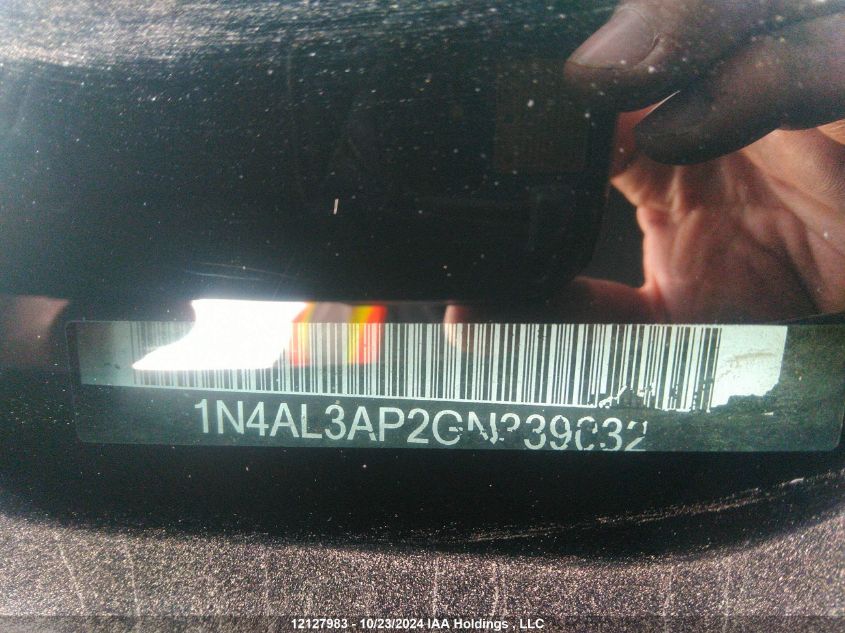 1N4AL3AP2GN339032
12127983 - 10/23/2024 IAA Holdings , LLC